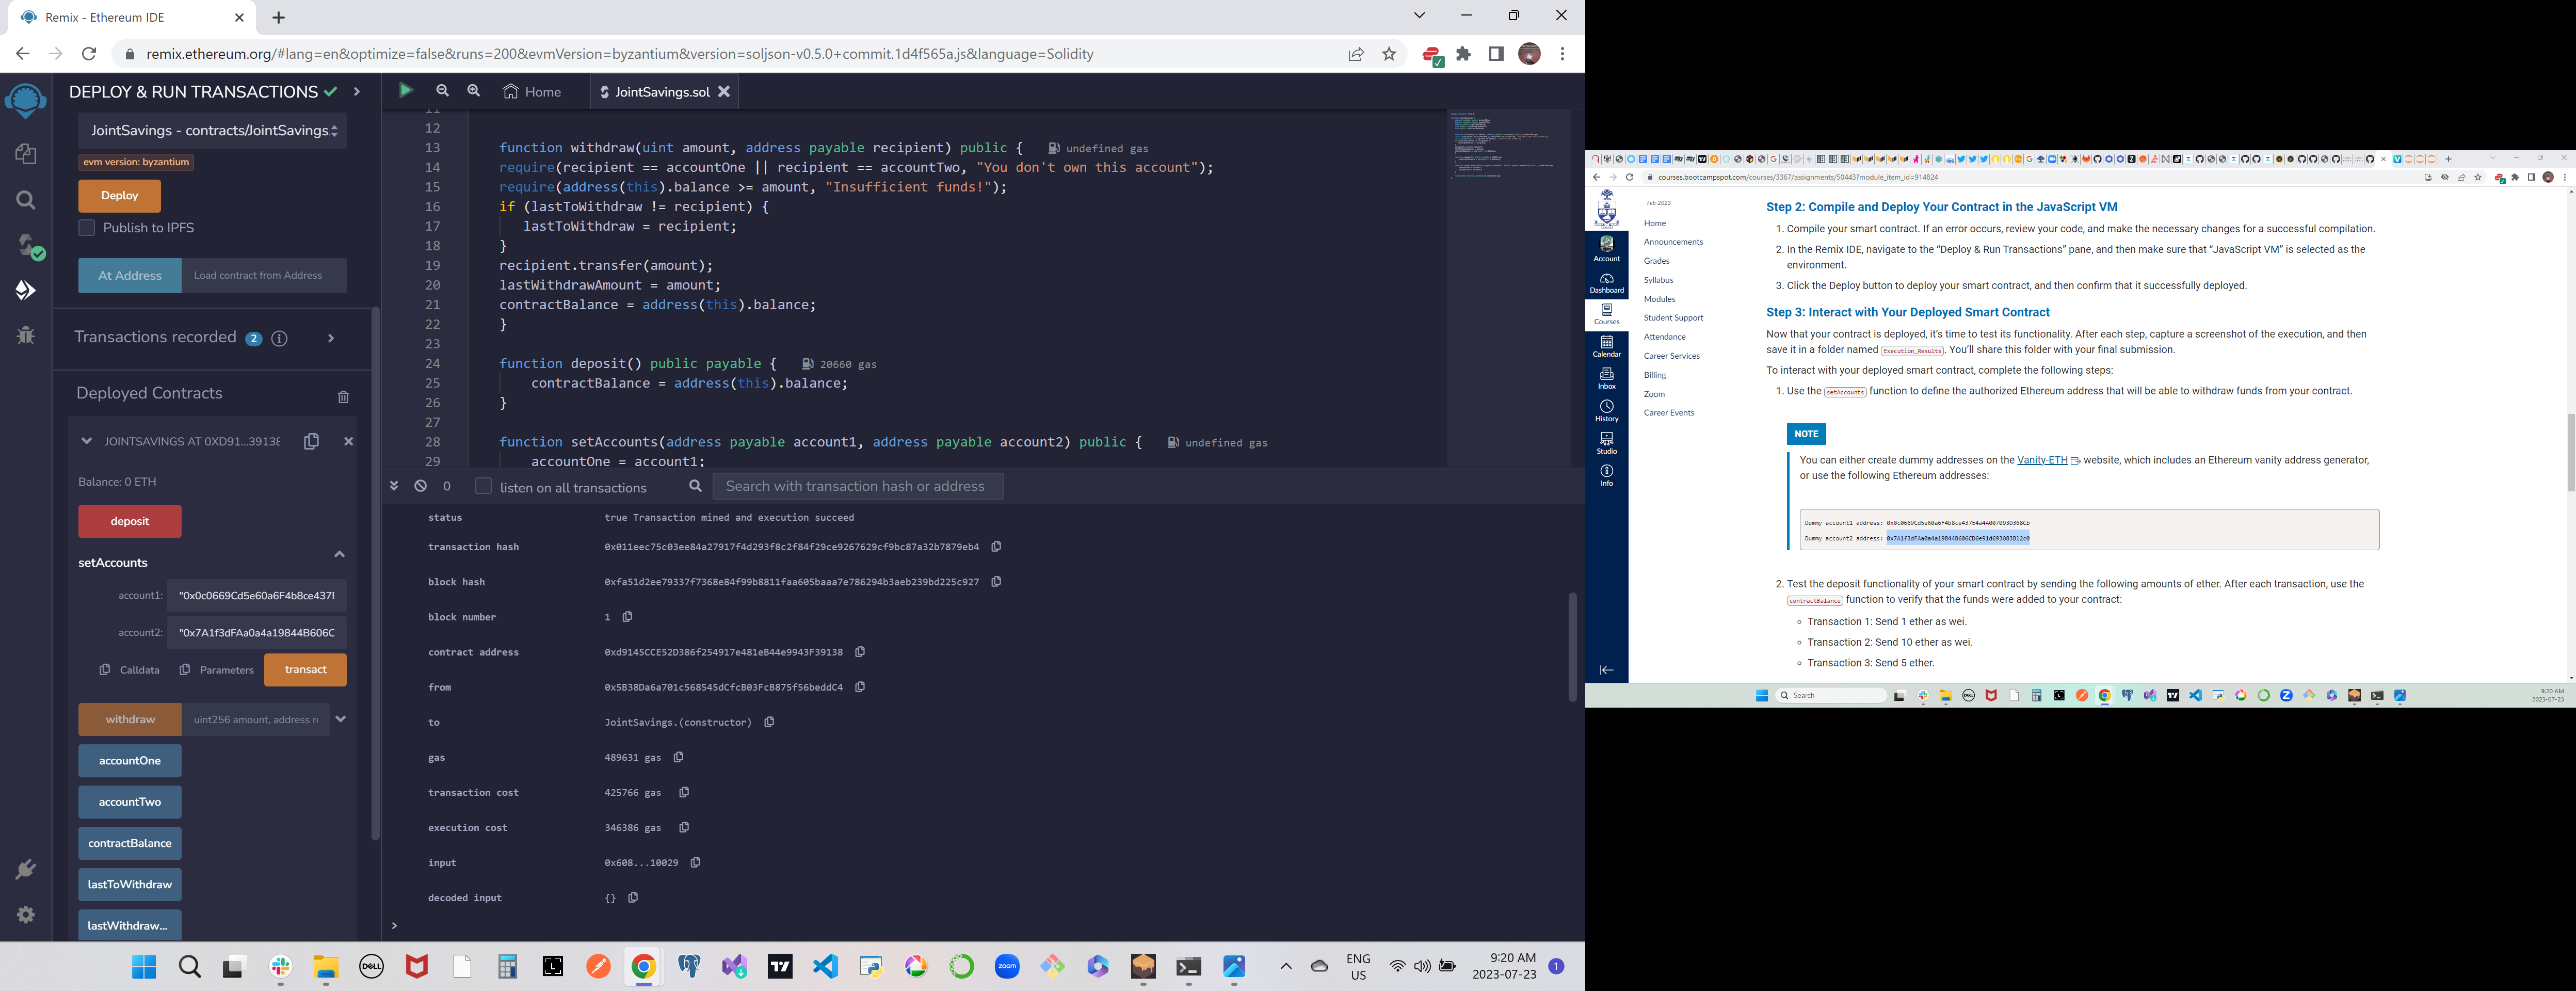 Remix - Ethereum IDE
remix.ethereum.org/#lang=en&optimize=false&runs=200&evmVersion=byzantium&version=soljson-v0.5.0+commit.1d4f565a.js&language=Solidity
DEPLOY & RUN TRANSACTIONS
JointSavings - contracts/JointSavings.
evm version: byzantium
Deploy
Publish to IPFS
At Address
Load contract from Address
Transactions recorded 2
Deployed Contracts
JOINTSAVINGS AT 0XD91...39138
Balance: 0 ETH
deposit
setAccounts
account1: "0x0c0669Cd5e60a6F4b8ce437
account2: "0x7A1f3dFAa0a4a19844B606C
Calldata
Parameters
transact
withdraw
uint256 amount, address r
accountOne
accountTwo
contractBalance
lastToWithdraw
lastWithdraw...
Home
JointSavings.sol
11
12
13 function withdraw(uint amount, address payable recipient) public { undefined gas
14 require(recipient == accountOne || recipient == accountTwo, "You don't own this account");
15 require(address(this).balance >= amount, "Insufficient funds!");
16 if (lastToWithdraw != recipient) {
17 lastToWithdraw = recipient;
18 }
19 recipient.transfer(amount);
20 lastWithdrawAmount = amount;
21 contractBalance = address(this).balance;
22 }
23
24 function deposit() public payable { 20660 gas
25 contractBalance = address(this).balance;
26 }
27
28 function setAccounts(address payable account1, address payable account2) public { undefined gas
29 accountOne = account1;
0
listen on all transactions
Search with transaction hash or address
status true Transaction mined and execution succeed
transaction hash 0x011eec75c03ee84a27917f4d293f8c2f84f29ce9267629cf9bc87a32b7879eb4
block hash 0xfa51d2ee79337f7368e84f99b8811faa605baaa7e786294b3aeb239bd225c927
block number 1
contract address 0xd9145CCE52D386f254917e481eB44e9943F39138
from 0x5B38Da6a701c568545dCfcB03FcB875f56beddC4
to JointSavings.(constructor)
gas 489631 gas
transaction cost 425766 gas
execution cost 346386 gas
input 0x608...10029
decoded input {}
>
DELL
zoom
ENG
US
9:20 AM
2023-07-23
1
courses.bootcampspot.com/courses/3367/assignments/50443?module_item_id=914824
Account
Dashboard
Courses
Calendar
Inbox
History
Studio
Info
Feb-2023
Home
Announcements
Grades
Syllabus
Modules
Student Support
Attendance
Career Services
Billing
Zoom
Career Events
Step 2: Compile and Deploy Your Contract in the JavaScript VM
1. Compile your smart contract. If an error occurs, review your code, and make the necessary changes for a successful compilation.
2. In the Remix IDE, navigate to the “Deploy & Run Transactions” pane, and then make sure that “JavaScript VM” is selected as the
environment.
3. Click the Deploy button to deploy your smart contract, and then confirm that it successfully deployed.
Step 3: Interact with Your Deployed Smart Contract
Now that your contract is deployed, it’s time to test its functionality. After each step, capture a screenshot of the execution, and then
save it in a folder named Execution_Results. You’ll share this folder with your final submission.
To interact with your deployed smart contract, complete the following steps:
1. Use the setAccounts function to define the authorized Ethereum address that will be able to withdraw funds from your contract.
NOTE
You can either create dummy addresses on the Vanity-ETH website, which includes an Ethereum vanity address generator,
or use the following Ethereum addresses:
Dummy account1 address: 0x0c0669Cd5e60a6F4b8ce437E4a4A007093D368Cb
Dummy account2 address: 0x7A1f3dFAa0a4a19844B606CD6e91d693083B12c0
2. Test the deposit functionality of your smart contract by sending the following amounts of ether. After each transaction, use the
contractBalance function to verify that the funds were added to your contract:
Transaction 1: Send 1 ether as wei.
Transaction 2: Send 10 ether as wei.
Transaction 3: Send 5 ether.
Search
9:20 AM
2023-07-23